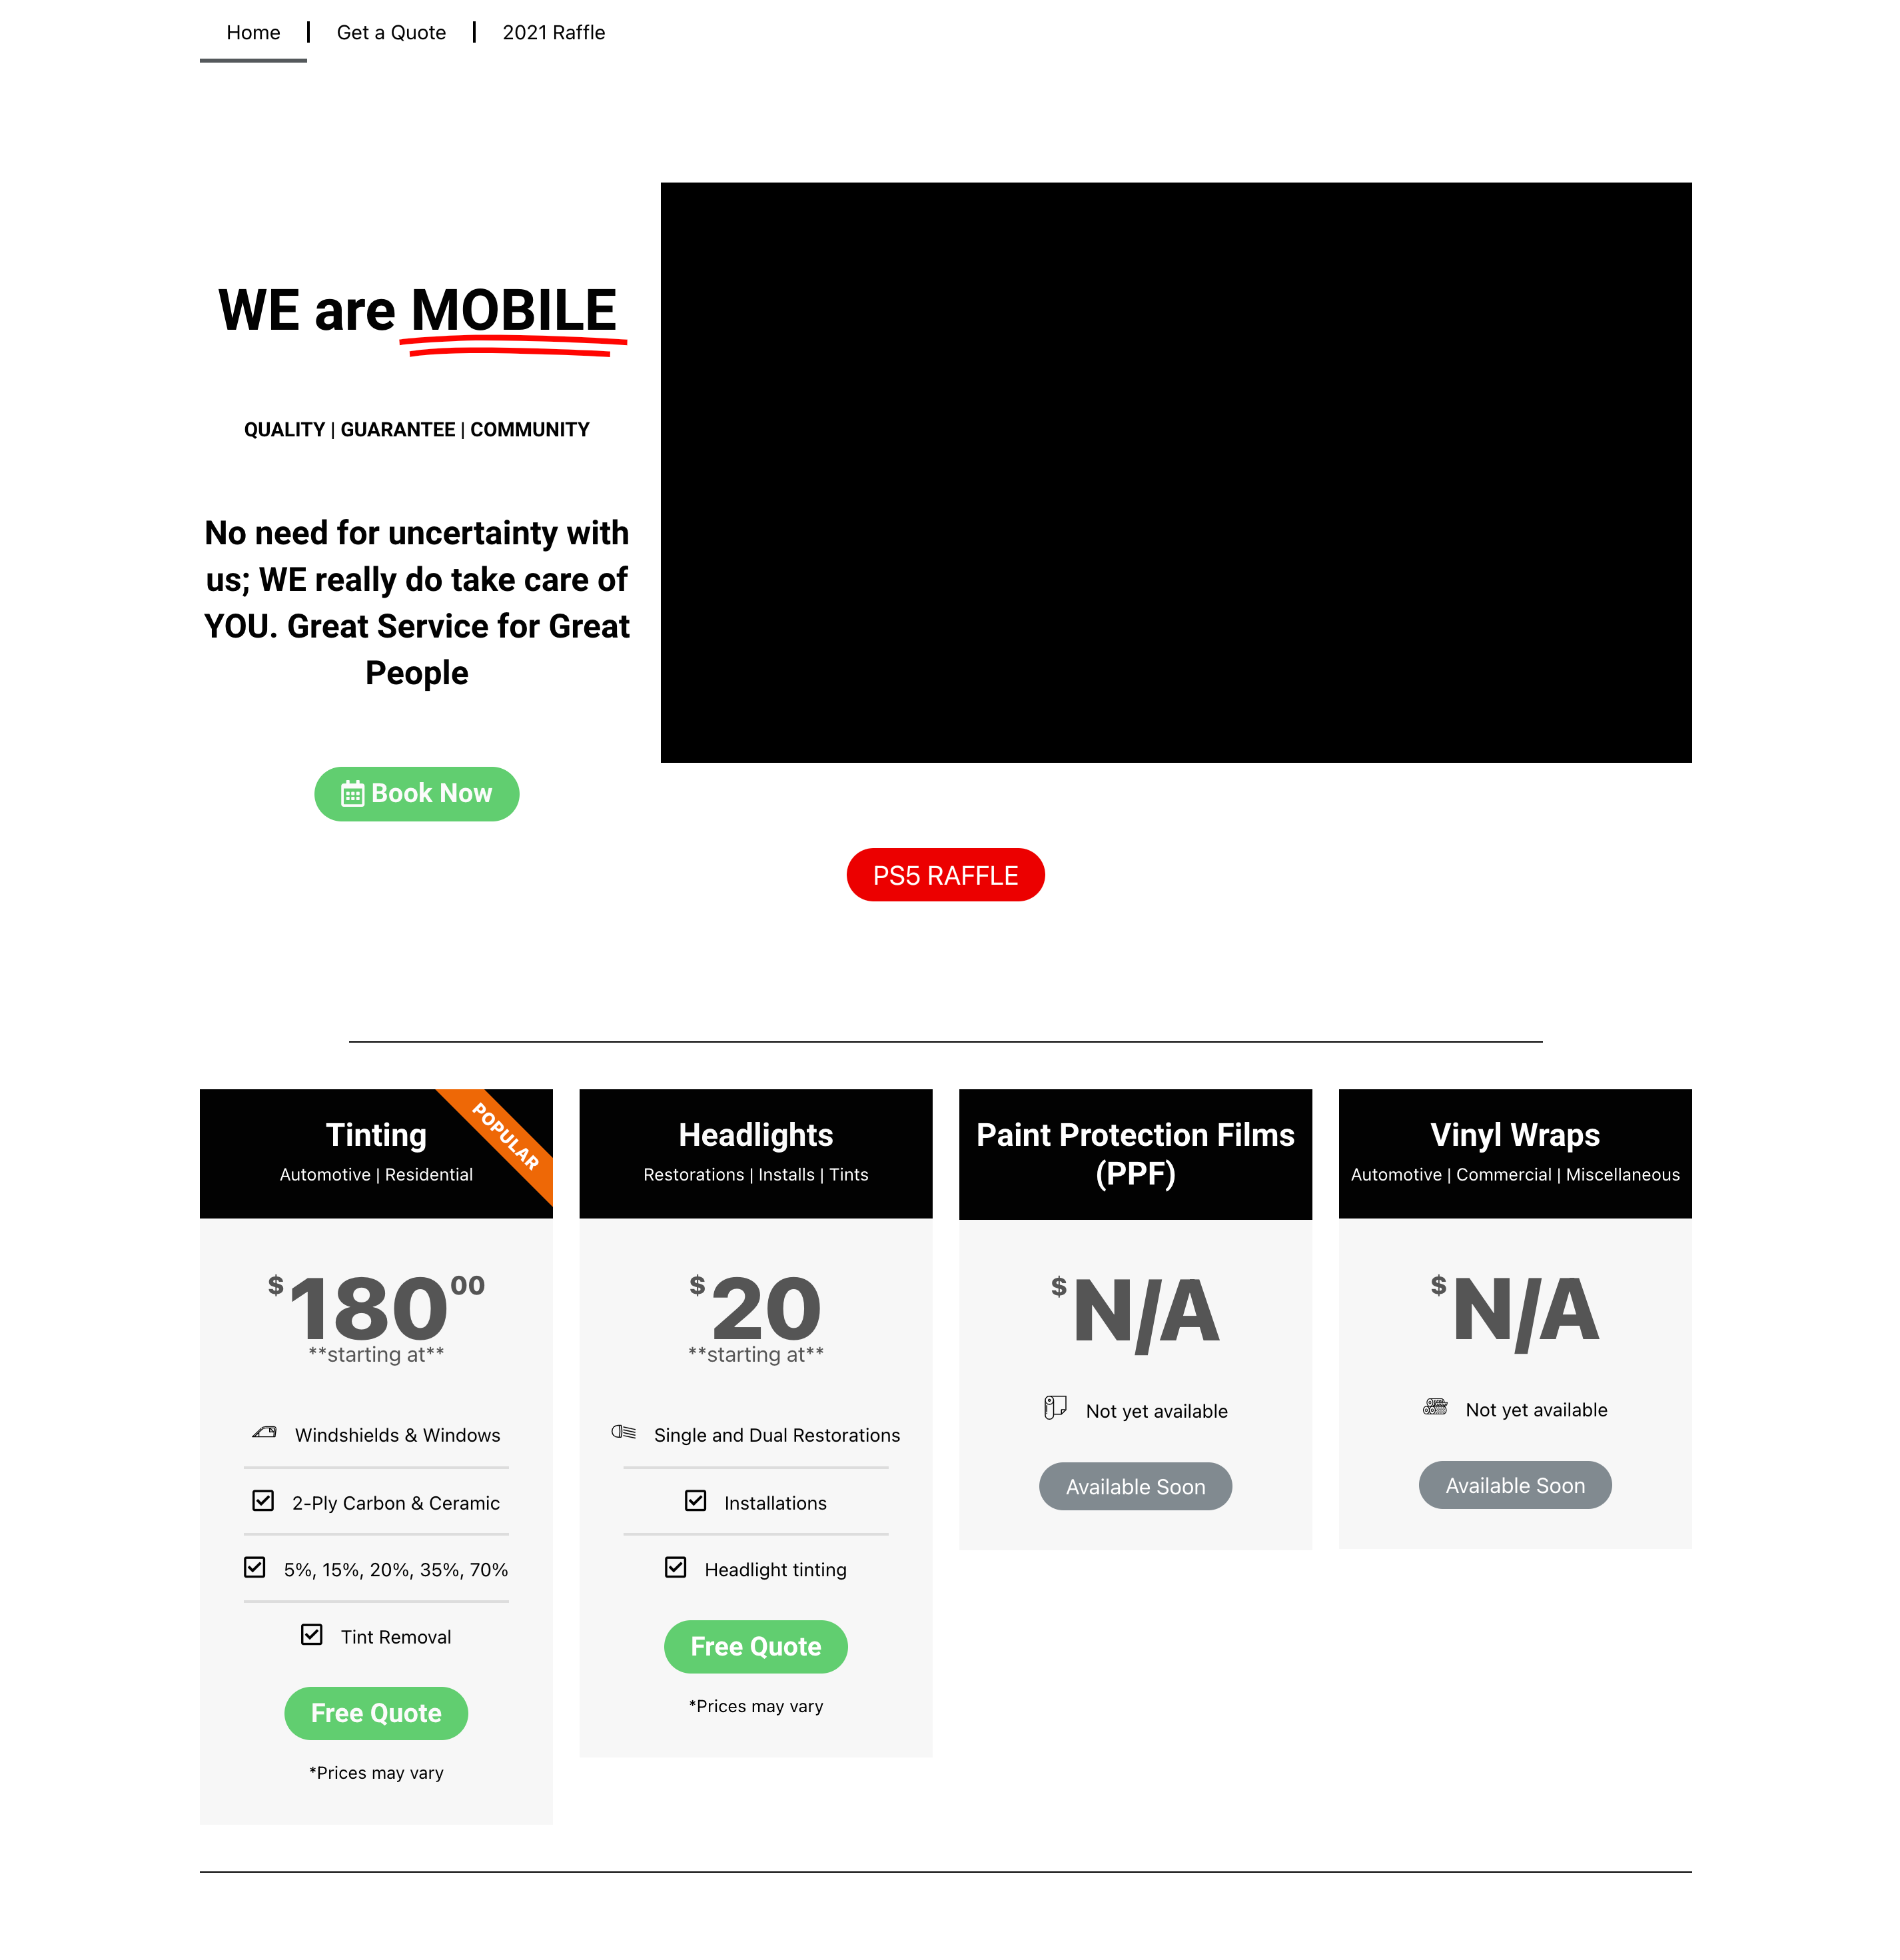 Home | Get a Quote | 2021 Raffle
WE are MOBILE
QUALITY | GUARANTEE | COMMUNITY
No need for uncertainty with
us; WE really do take care of
YOU. Great Service for Great
People
Book Now
PS5 RAFFLE
Tinting
Automotive | Residential
POPULAR
$180 00
**starting at**
Windshields & Windows
2-Ply Carbon & Ceramic
5%, 15%, 20%, 35%, 70%
Tint Removal
Free Quote
*Prices may vary
Headlights
Restorations | Installs | Tints
$20
**starting at**
Single and Dual Restorations
Installations
Headlight tinting
Free Quote
*Prices may vary
Paint Protection Films
(PPF)
$N/A
Not yet available
Available Soon
Vinyl Wraps
Automotive | Commercial | Miscellaneous
$N/A
Not yet available
Available Soon